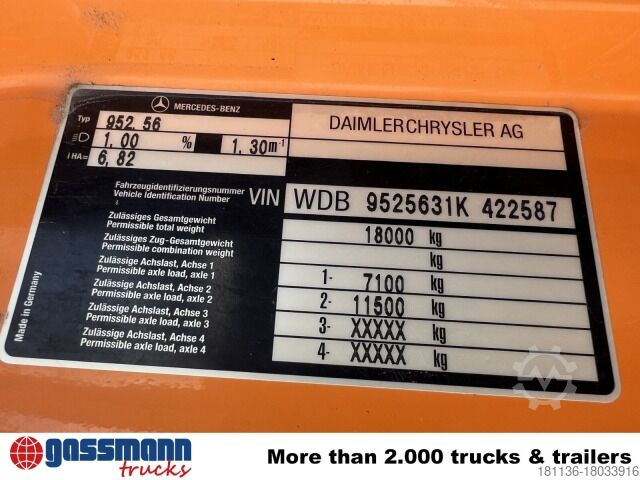 MERCEDES-BENZ
Typ 952.56 DAIMLERCHRYSLER AG
1.00 % 1.30m⁻¹
i HA= 6,82
Fahrzeugidentifizierungsnummer
Vehicle Identification Number VIN WDB 9525631K 422587
Zulässiges Gesamtgewicht
Permissible total weight 18000 kg
Zulässiges Zug-Gesamtgewicht
Permissible combination weight kg
Zulässige Achslast, Achse 1
Permissible axle load, axle 1 1- 7100 kg
Zulässige Achslast, Achse 2
Permissible axle load, axle 2 2- 11500 kg
Zulässige Achslast, Achse 3
Permissible axle load, axle 3 3- XXXXX kg
Zulässige Achslast, Achse 4
Permissible axle load, axle 4 4- XXXXX kg
Made in Germany
gassmann
trucks
More than 2.000 trucks & trailers
181136-18033916